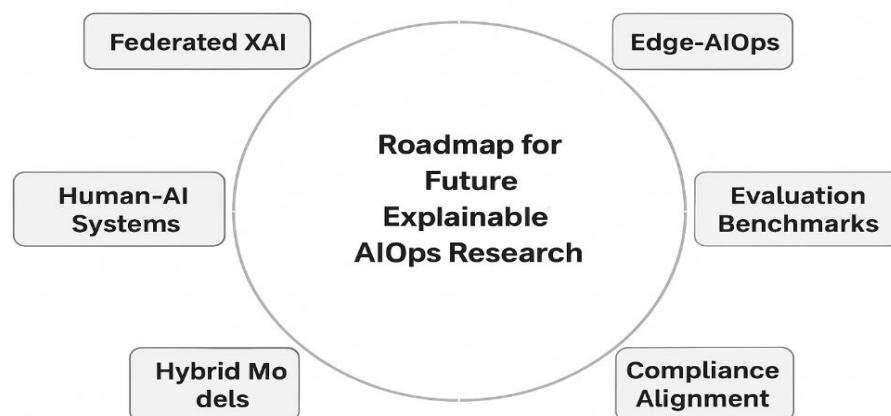 Federated XAI
Edge-AIOps
Roadmap for
Future
Explainable
AIOps Research
Human-AI
Systems
Evaluation
Benchmarks
Hybrid Mo
dels
Compliance
Alignment